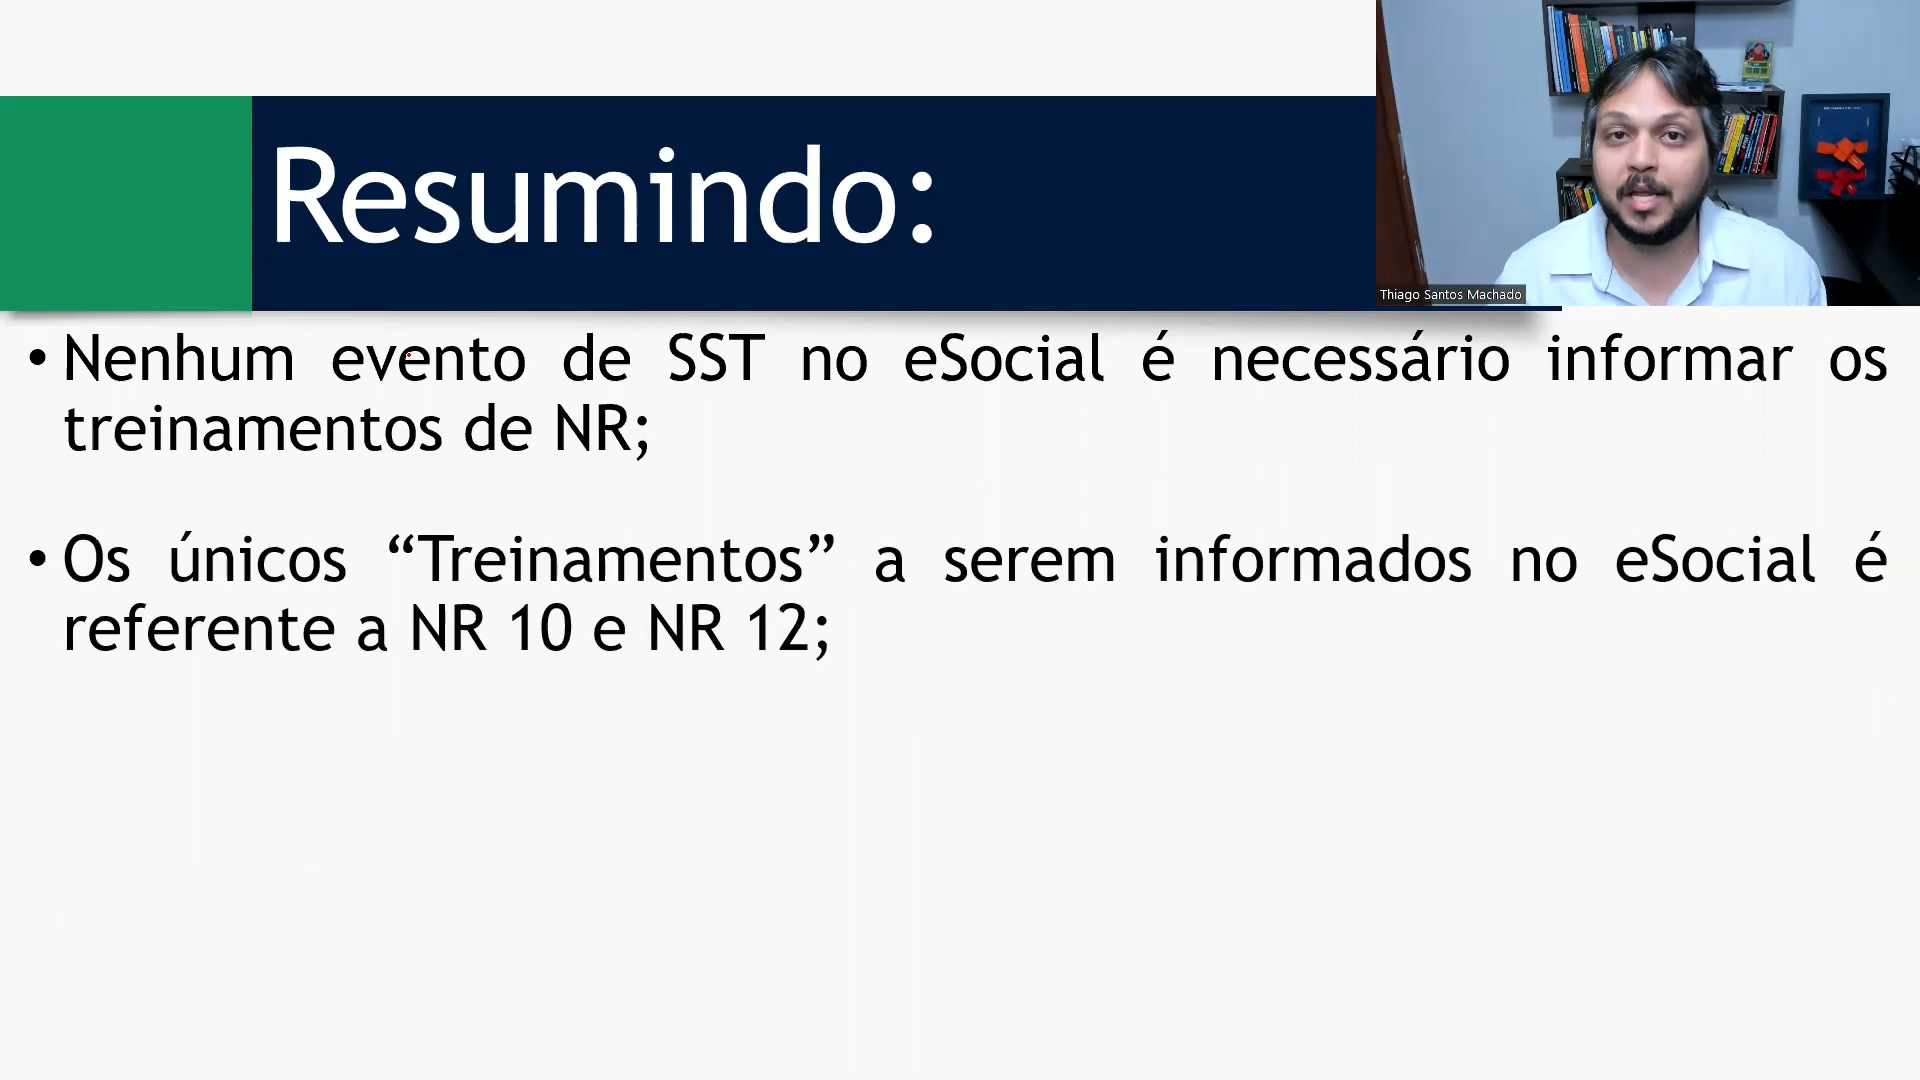 Resumindo:
Thiago Santos Machado
• Nenhum evento de SST no eSocial é necessário informar os
treinamentos de NR;
• Os únicos “Treinamentos” a serem informados no eSocial é
referente a NR 10 e NR 12;